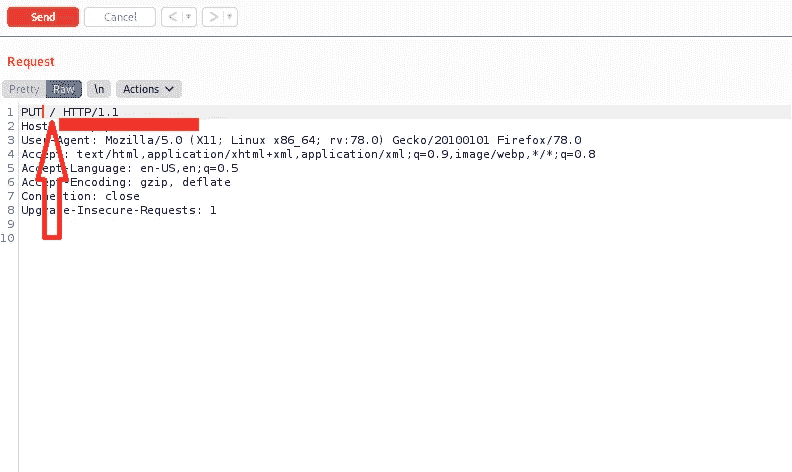 Send Cancel < ▾ > ▾
Request
Pretty Raw \n Actions
1 PUT / HTTP/1.1
2 Host:
3 User-Agent: Mozilla/5.0 (X11; Linux x86_64; rv:78.0) Gecko/20100101 Firefox/78.0
4 Accept: text/html,application/xhtml+xml,application/xml;q=0.9,image/webp,*/*;q=0.8
5 Accept-Language: en-US,en;q=0.5
6 Accept-Encoding: gzip, deflate
7 Connection: close
8 Upgrade-Insecure-Requests: 1
9
10